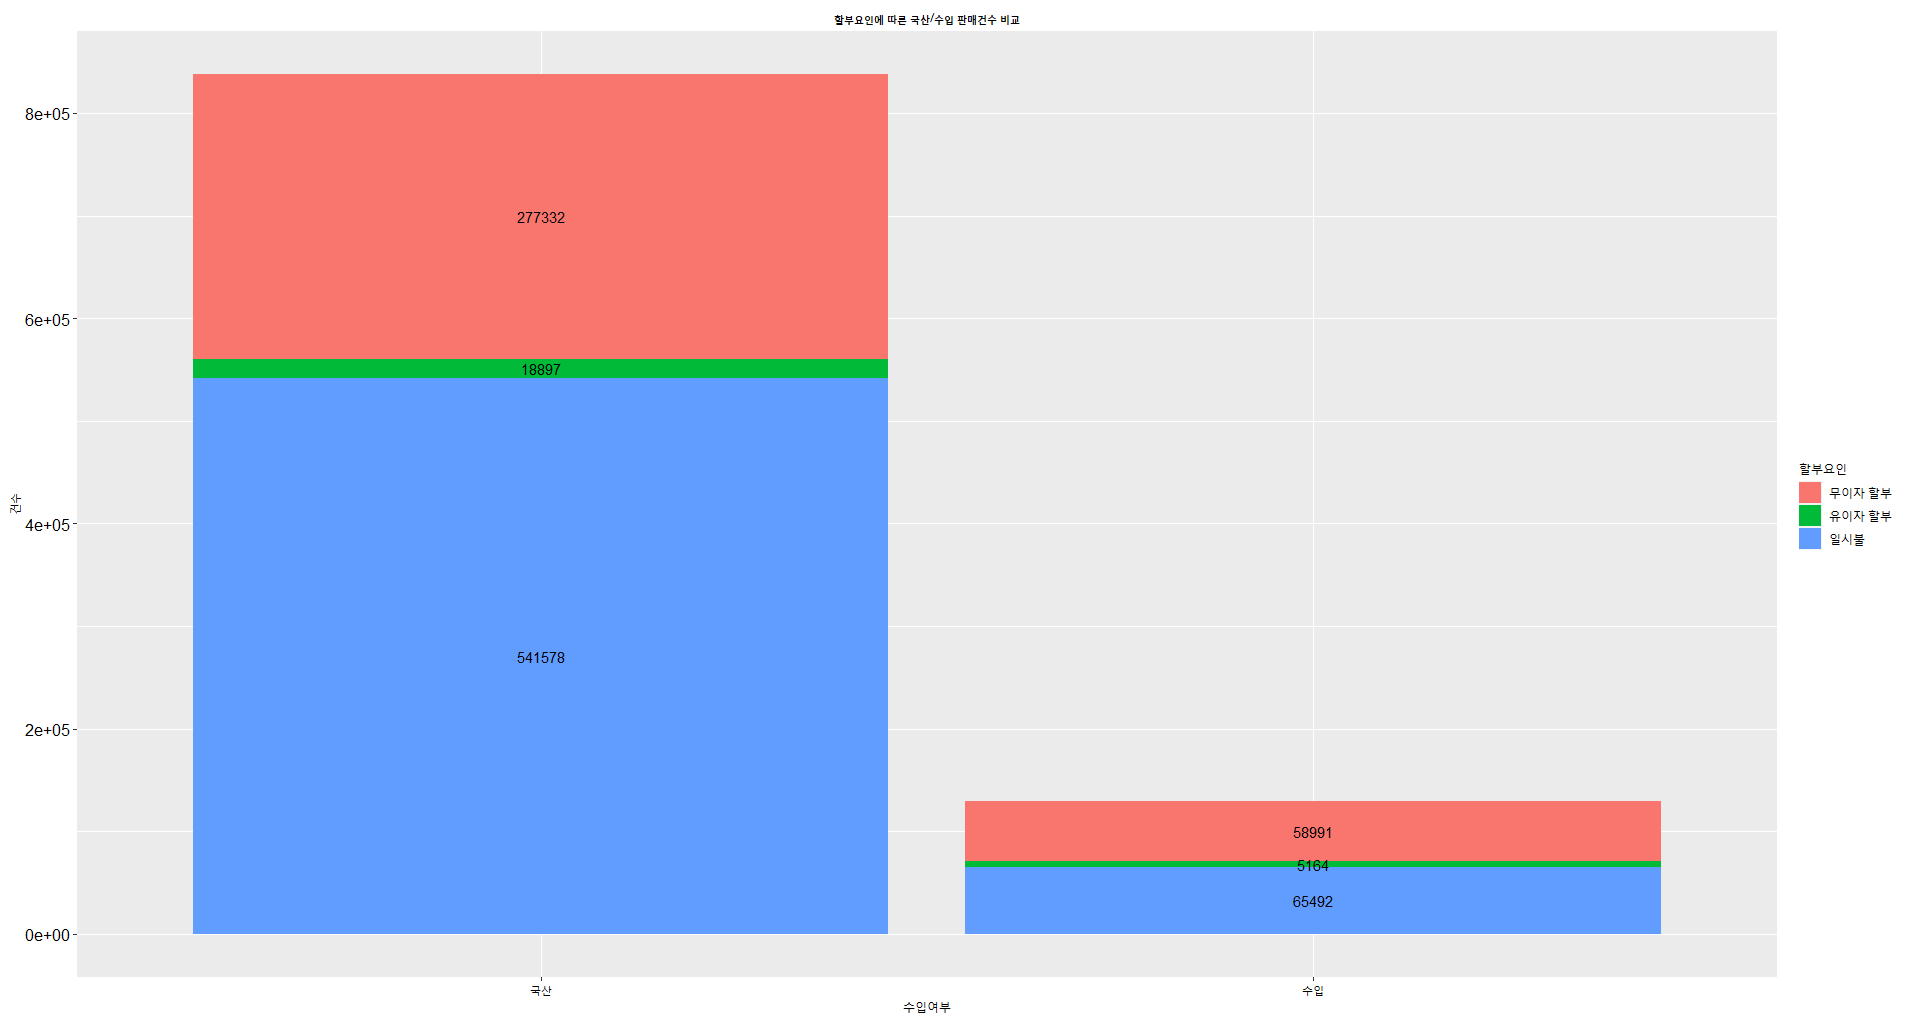 할부요인에 따른 국산/수입 판매건수 비교
건수
8e+05
6e+05
4e+05
2e+05
0e+00
277332
18897
541578
58991
5164
65492
국산
수입
수입여부
할부요인
무이자 할부
유이자 할부
일시불